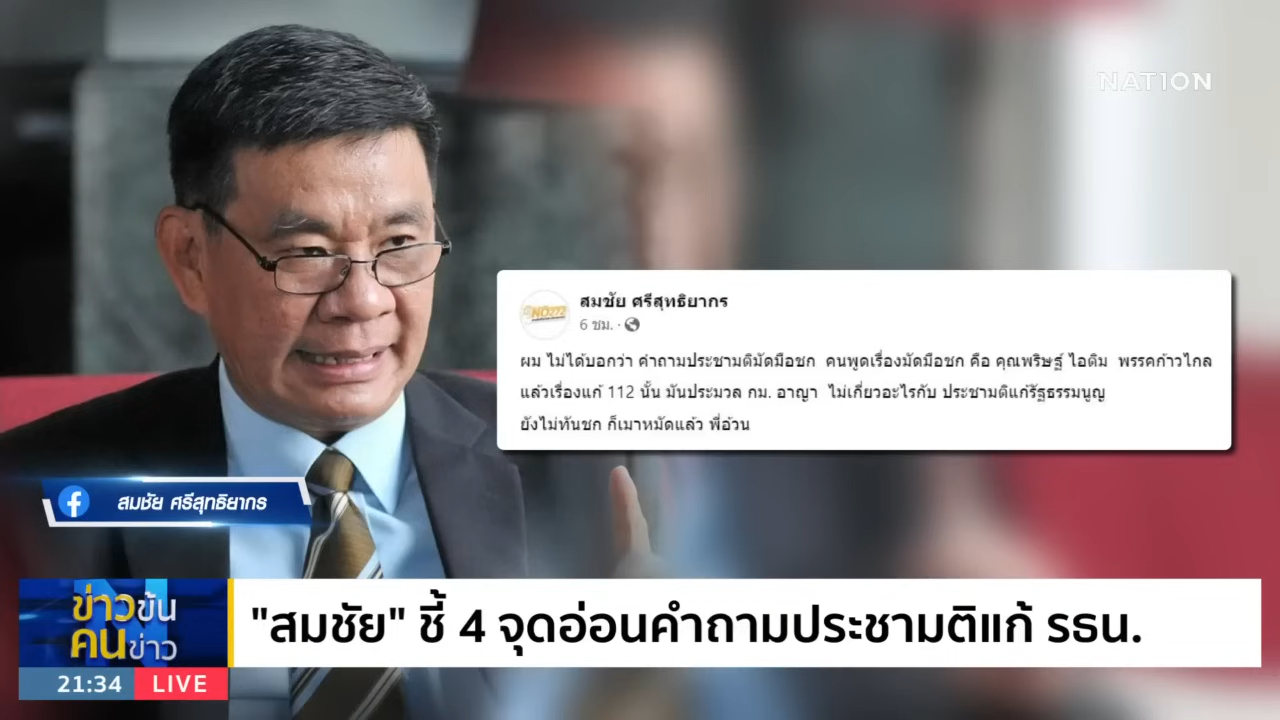 NATION
สมชัย ศรีสุทธิยากร
6 ชม.
ผม ไม่ได้บอกว่า คำถามประชามติมัดมือชก คนพูดเรื่องมัดมือชก คือ คุณพริษฐ์ ไอติม พรรคก้าวไกล
แล้วเรื่องแก้ 112 นั้น มันประมวล กม. อาญา ไม่เกี่ยวอะไรกับ ประชามติแก้รัฐธรรมนูญ
ยังไม่ทันชก ก็เมาหมัดแล้ว พี่อ้วน
สมชัย ศรีสุทธิยากร
ข่าวข้น
คนข่าว
"สมชัย" ชี้ 4 จุดอ่อนคำถามประชามติแก้ รธน.
21:34 LIVE